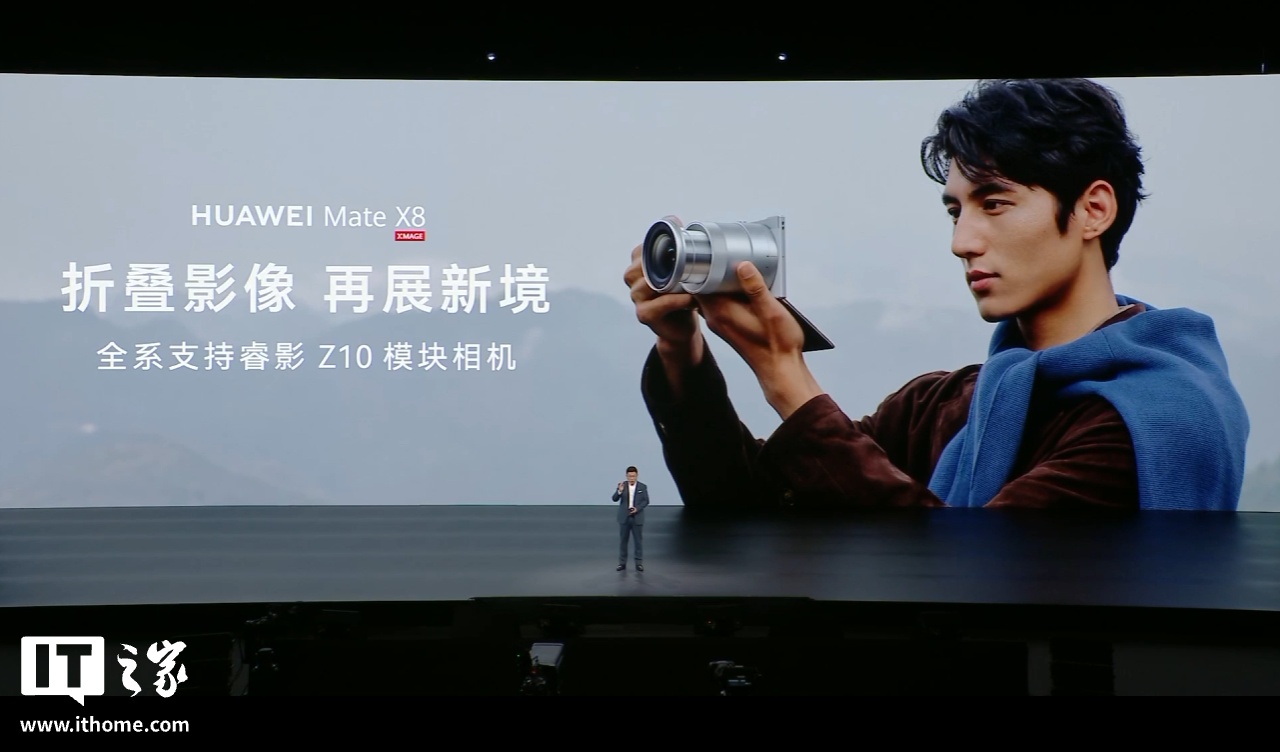 HUAWEI Mate X8
XMAGE
折叠影像 再展新境
全系支持睿影 Z10 模块相机
IT之家
www.ithome.com